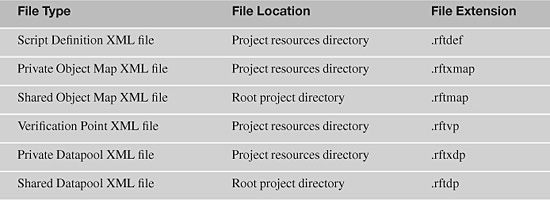 File Type File Location File Extension
Script Definition XML file Project resources directory .rftdef
Private Object Map XML file Project resources directory .rftxmap
Shared Object Map XML file Root project directory .rftmap
Verification Point XML file Project resources directory .rftvp
Private Datapool XML file Project resources directory .rftxdp
Shared Datapool XML file Root project directory .rftdp